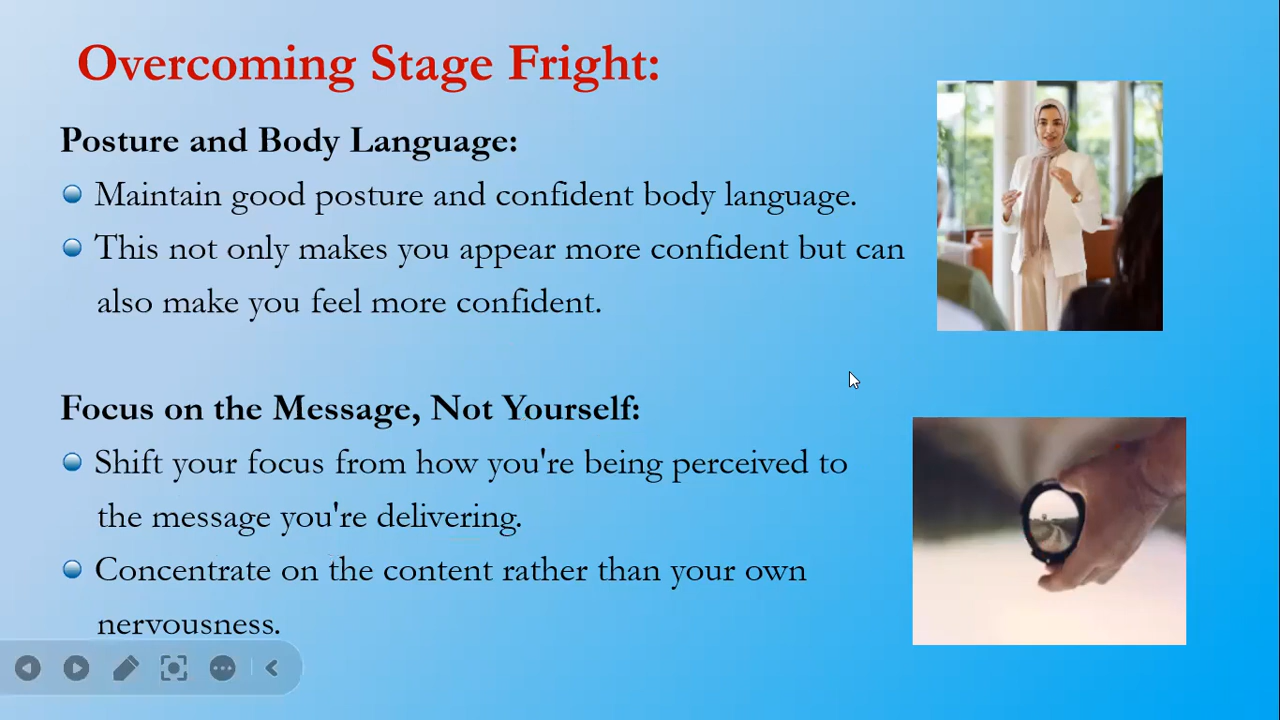 Overcoming Stage Fright:
Posture and Body Language:
Maintain good posture and confident body language.
This not only makes you appear more confident but can
also make you feel more confident.
Focus on the Message, Not Yourself:
Shift your focus from how you're being perceived to
the message you're delivering.
Concentrate on the content rather than your own
nervousness.